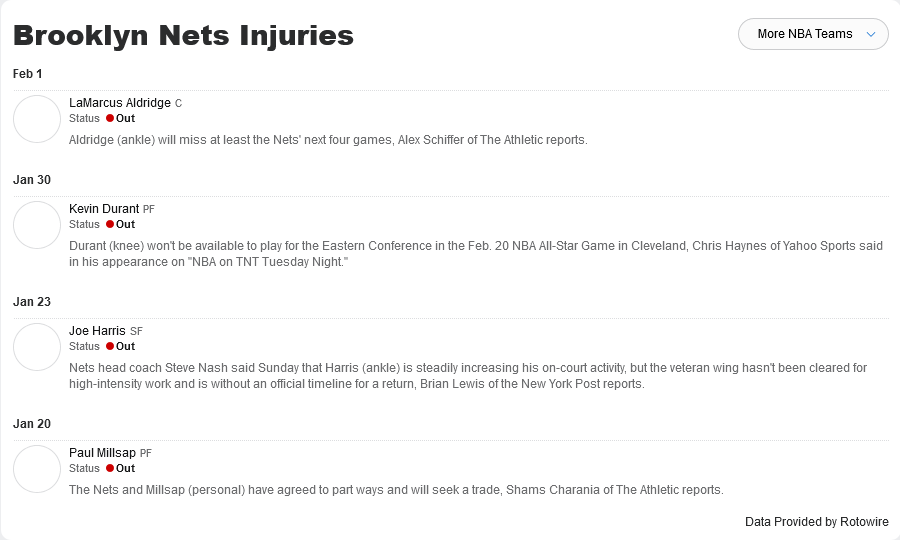 Brooklyn Nets Injuries
More NBA Teams
Feb 1
LaMarcus Aldridge C
Status Out
Aldridge (ankle) will miss at least the Nets' next four games, Alex Schiffer of The Athletic reports.
Jan 30
Kevin Durant PF
Status Out
Durant (knee) won't be available to play for the Eastern Conference in the Feb. 20 NBA All-Star Game in Cleveland, Chris Haynes of Yahoo Sports said
in his appearance on "NBA on TNT Tuesday Night."
Jan 23
Joe Harris SF
Status Out
Nets head coach Steve Nash said Sunday that Harris (ankle) is steadily increasing his on-court activity, but the veteran wing hasn't been cleared for
high-intensity work and is without an official timeline for a return, Brian Lewis of the New York Post reports.
Jan 20
Paul Millsap PF
Status Out
The Nets and Millsap (personal) have agreed to part ways and will seek a trade, Shams Charania of The Athletic reports.
Data Provided by Rotowire